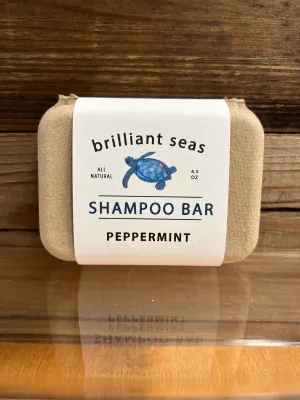 brilliant seas
ALL
NATURAL
4.5
OZ
SHAMPOO BAR
PEPPERMINT